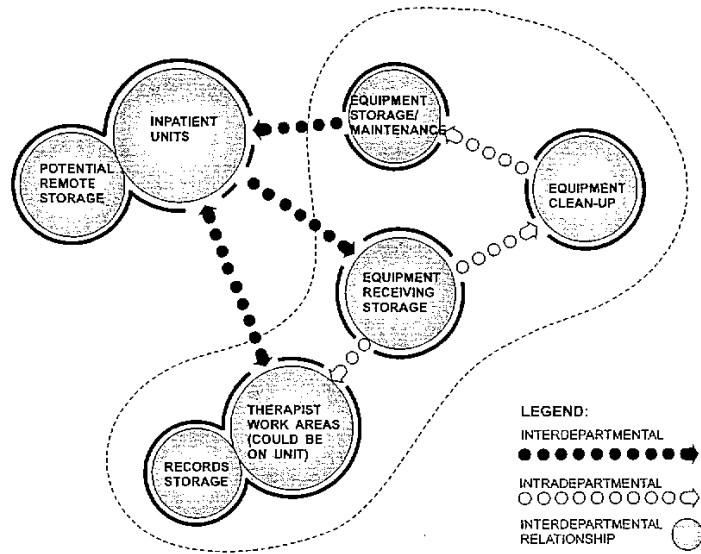 INPATIENT
UNITS
POTENTIAL
REMOTE
STORAGE
EQUIPMENT
STORAGE/
MAINTENANCE
EQUIPMENT
CLEAN-UP
EQUIPMENT
RECEIVING
STORAGE
THERAPIST
WORK AREAS
(COULD BE
ON UNIT)
RECORDS
STORAGE
LEGEND:
INTERDEPARTMENTAL
INTRADEPARTMENTAL
INTERDEPARTMENTAL
RELATIONSHIP